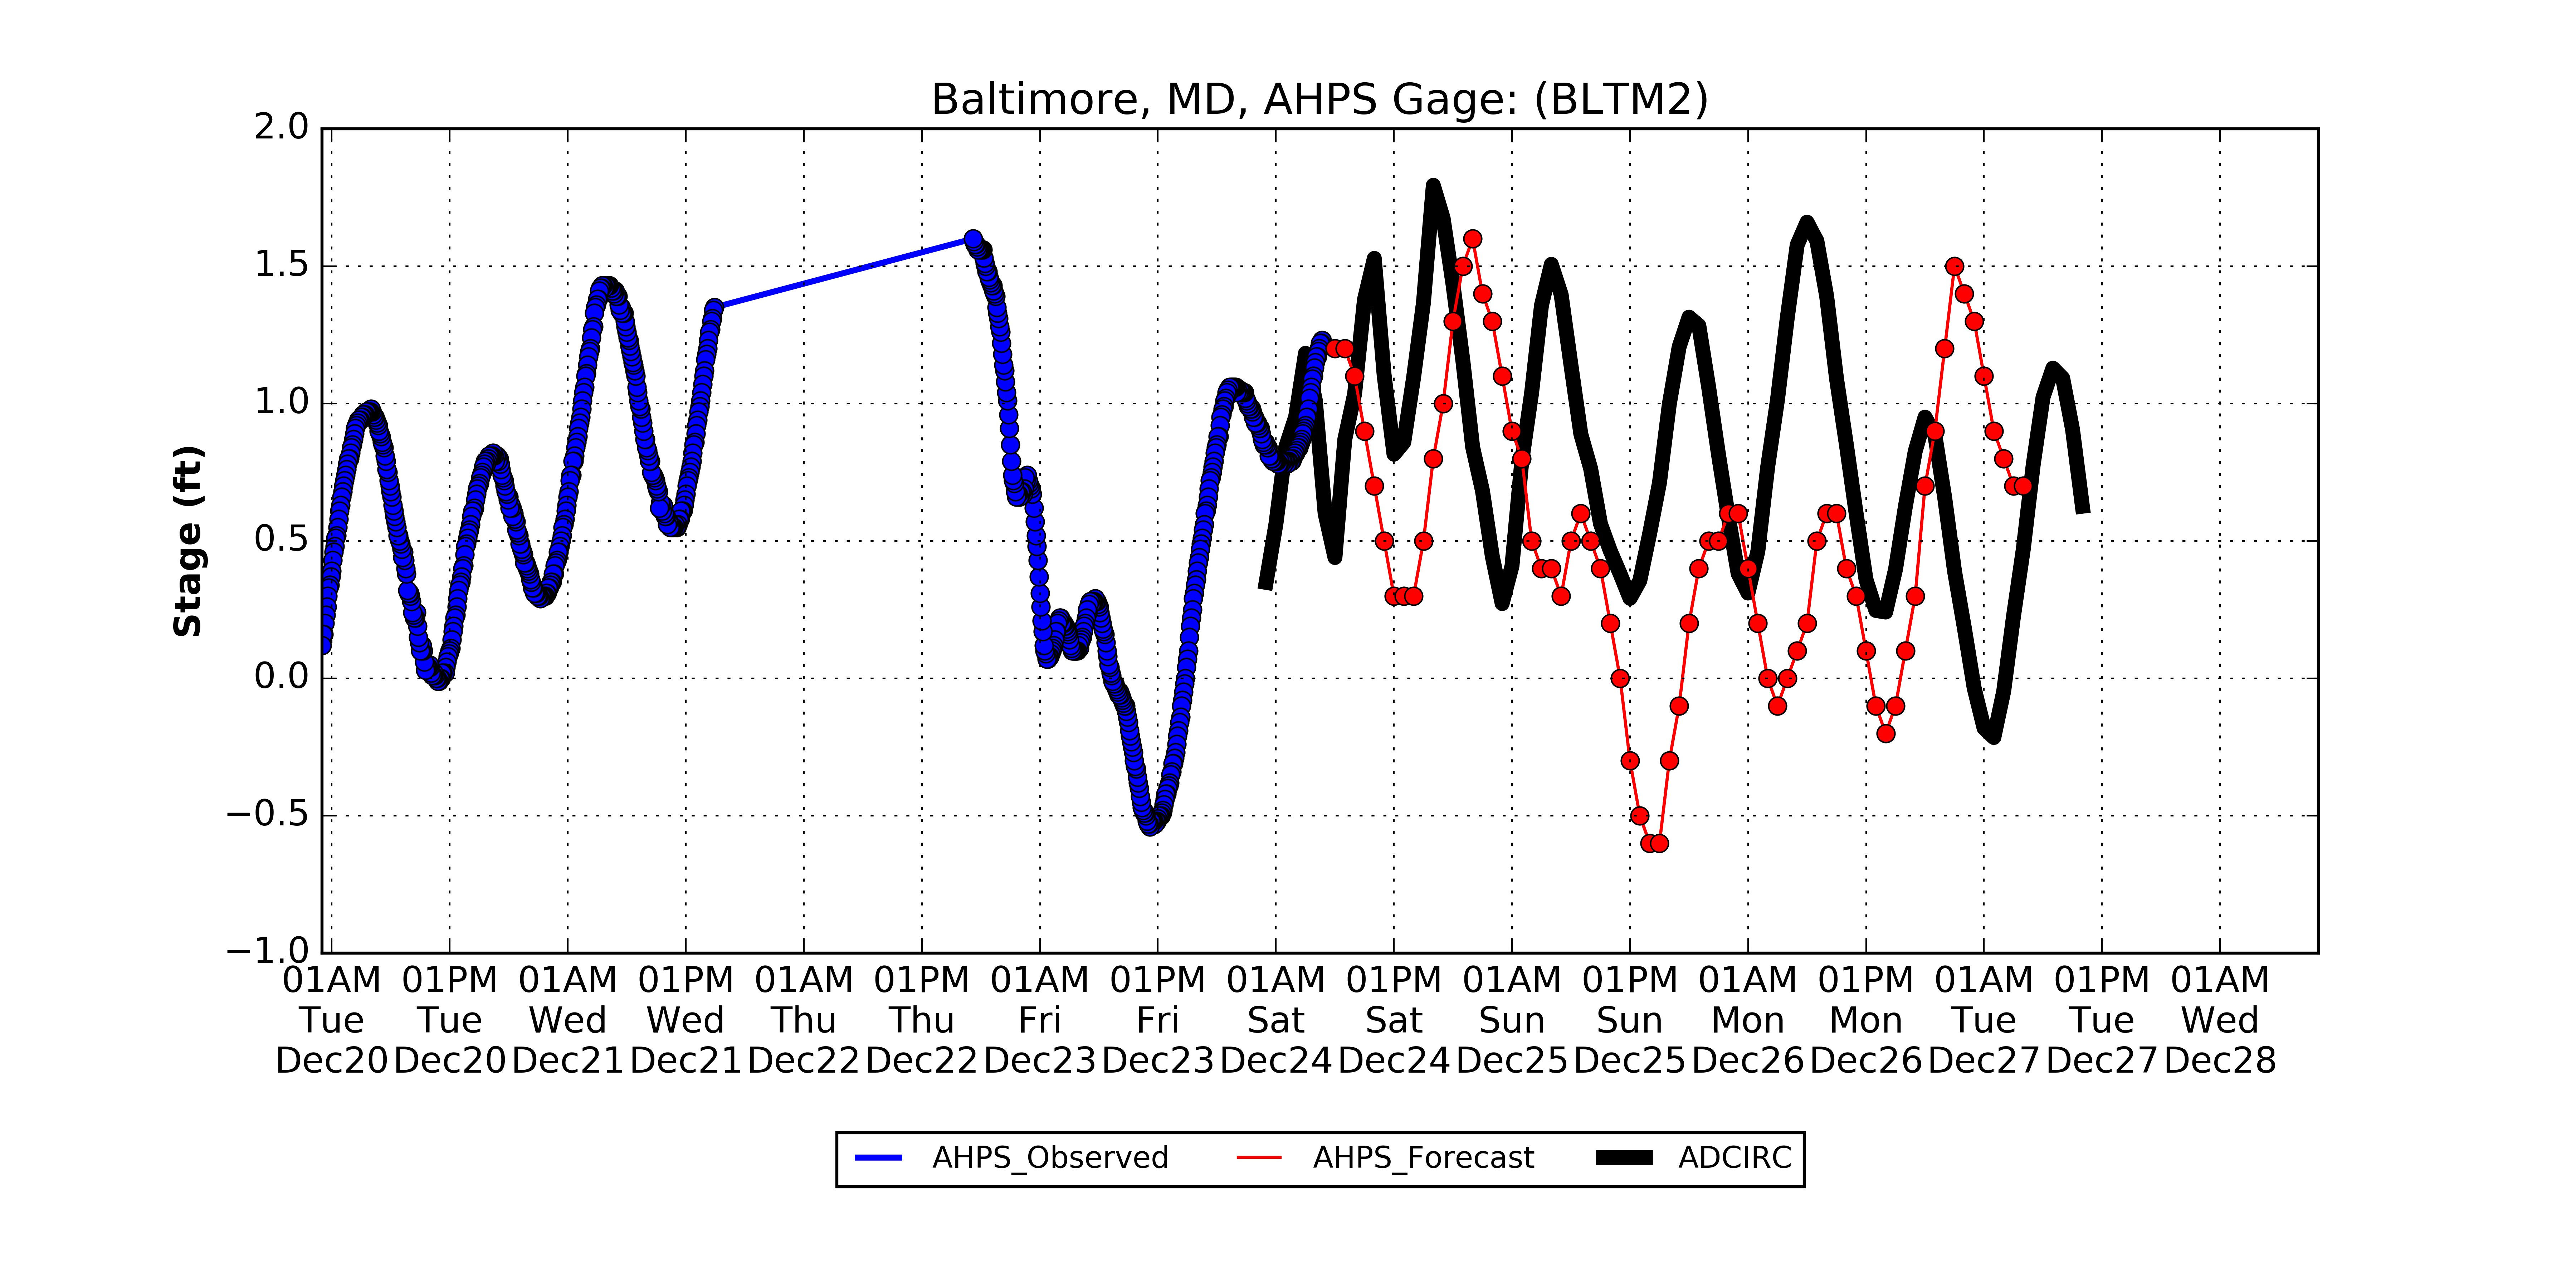 Baltimore, MD, AHPS Gage: (BLTM2)
Stage (ft)
2.0
1.5
1.0
0.5
0.0
−0.5
−1.0
01AM 01PM 01AM 01PM 01AM 01PM 01AM 01PM 01AM 01PM 01AM 01PM 01AM 01PM 01AM 01PM 01AM
Tue Tue Wed Wed Thu Thu Fri Fri Sat Sat Sun Sun Mon Mon Tue Tue Wed
Dec20 Dec20 Dec21 Dec21 Dec22 Dec22 Dec23 Dec23 Dec24 Dec24 Dec25 Dec25 Dec26 Dec26 Dec27 Dec27 Dec28
AHPS_Observed AHPS_Forecast ADCIRC